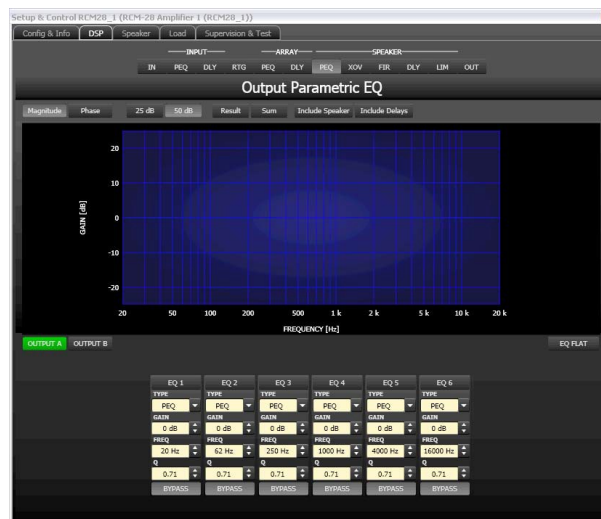 Setup & Control RCM28_1 (RCM-28 Amplifier 1 (RCM28_1))
Config & Info DSP Speaker Load Supervision & Test
INPUT ARRAY SPEAKER
IN PEQ DLY RTG PEQ DLY PEQ XOV FIR DLY LIM OUT
Output Parametric EQ
Magnitude Phase 25 dB 50 dB Result Sum Include Speaker Include Delays
20
10
GAIN [dB]
0
-10
-20
20 50 100 200 500 1 k 2 k 5 k 10 k 20 k
FREQUENCY [Hz]
OUTPUT A OUTPUT B EQ FLAT
EQ 1 EQ 2 EQ 3 EQ 4 EQ 5 EQ 6
TYPE TYPE TYPE TYPE TYPE TYPE
PEQ PEQ PEQ PEQ PEQ PEQ
GAIN GAIN GAIN GAIN GAIN GAIN
0 dB 0 dB 0 dB 0 dB 0 dB 0 dB
FREQ FREQ FREQ FREQ FREQ FREQ
20 Hz 62 Hz 250 Hz 1000 Hz 4000 Hz 16000 Hz
Q Q Q Q Q Q
0.71 0.71 0.71 0.71 0.71 0.71
BYPASS BYPASS BYPASS BYPASS BYPASS BYPASS